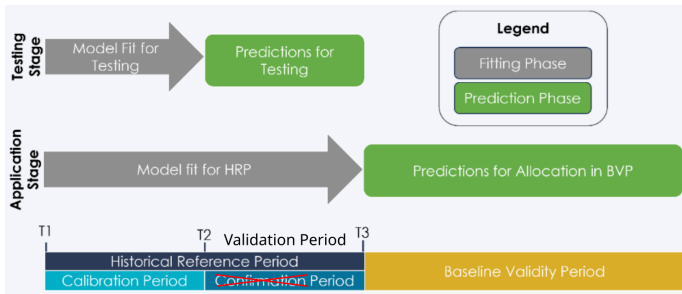 Testing
Stage
Model Fit for
Testing
Predictions for
Testing
Legend
Fitting Phase
Prediction Phase
Application
Stage
Model fit for HRP
Predictions for Allocation in BVP
T1
T2
Validation Period
T3
Historical Reference Period
Calibration Period
Confirmation Period
Baseline Validity Period